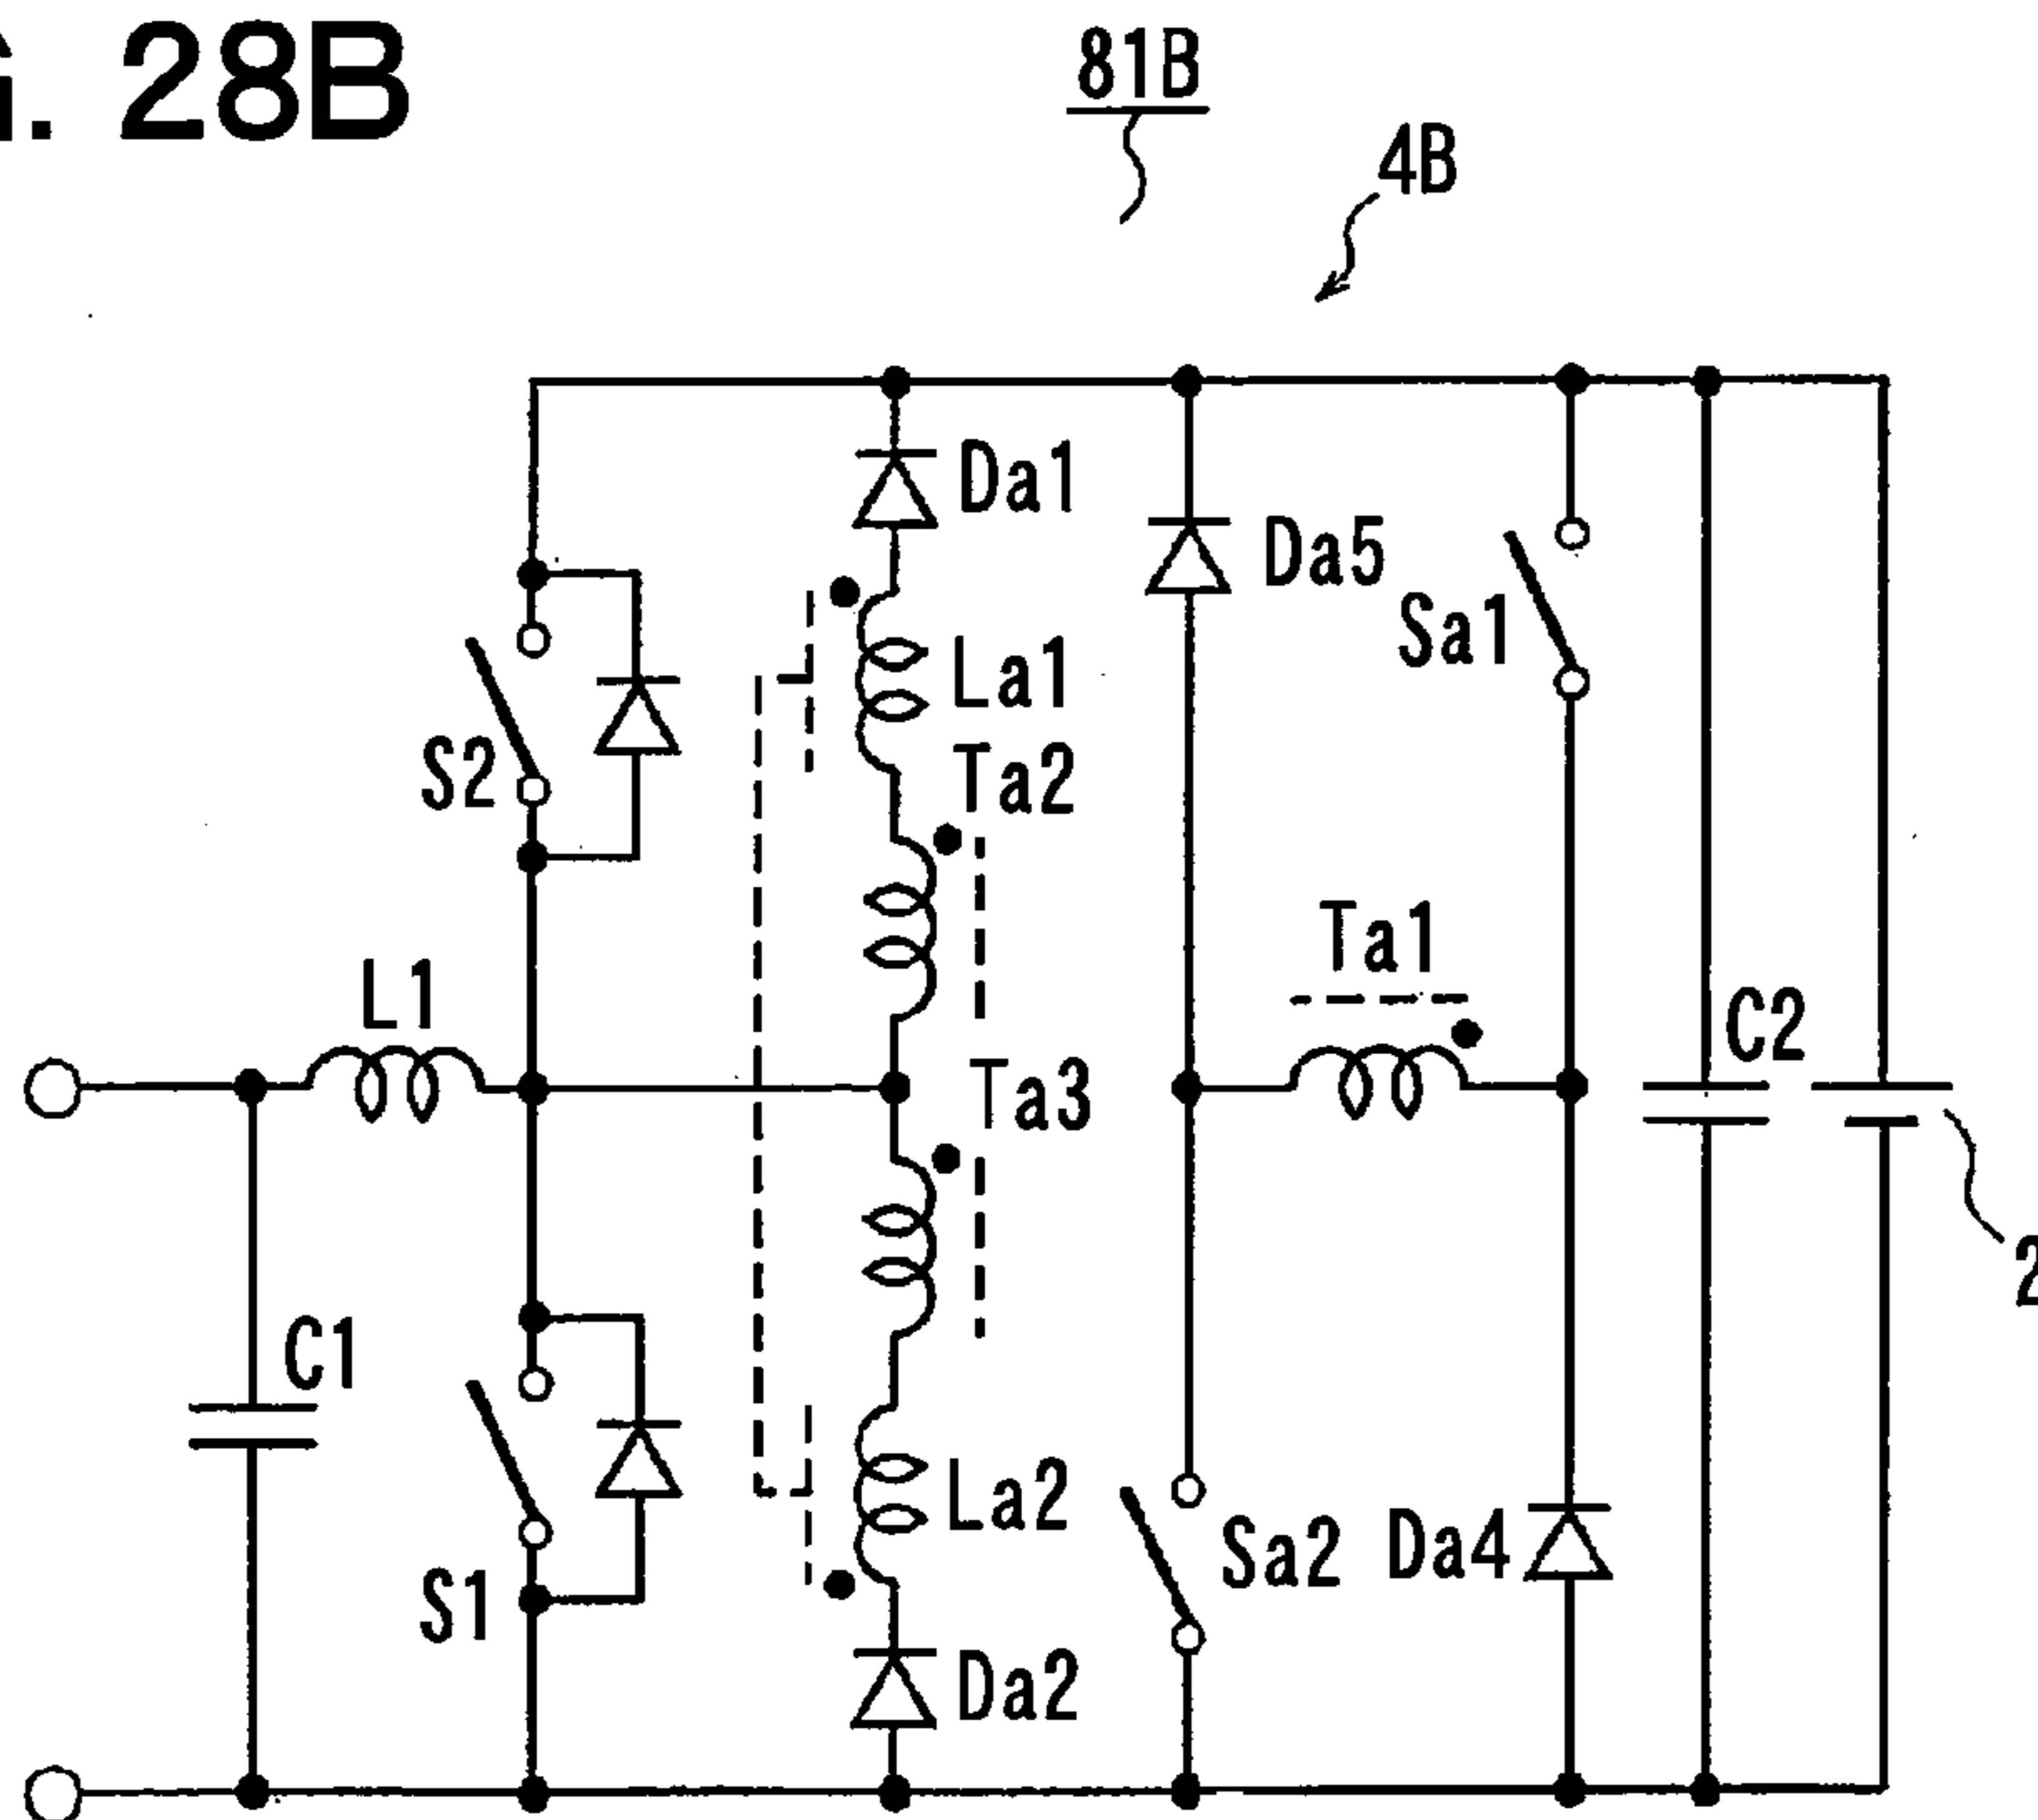 . 28B
81B
4B
Da1
Da5
Sa1
La1
Ta2
S2
Ta1
L1
C2
Ta3
2
C1
La2
Sa2
Da4
S1
Da2